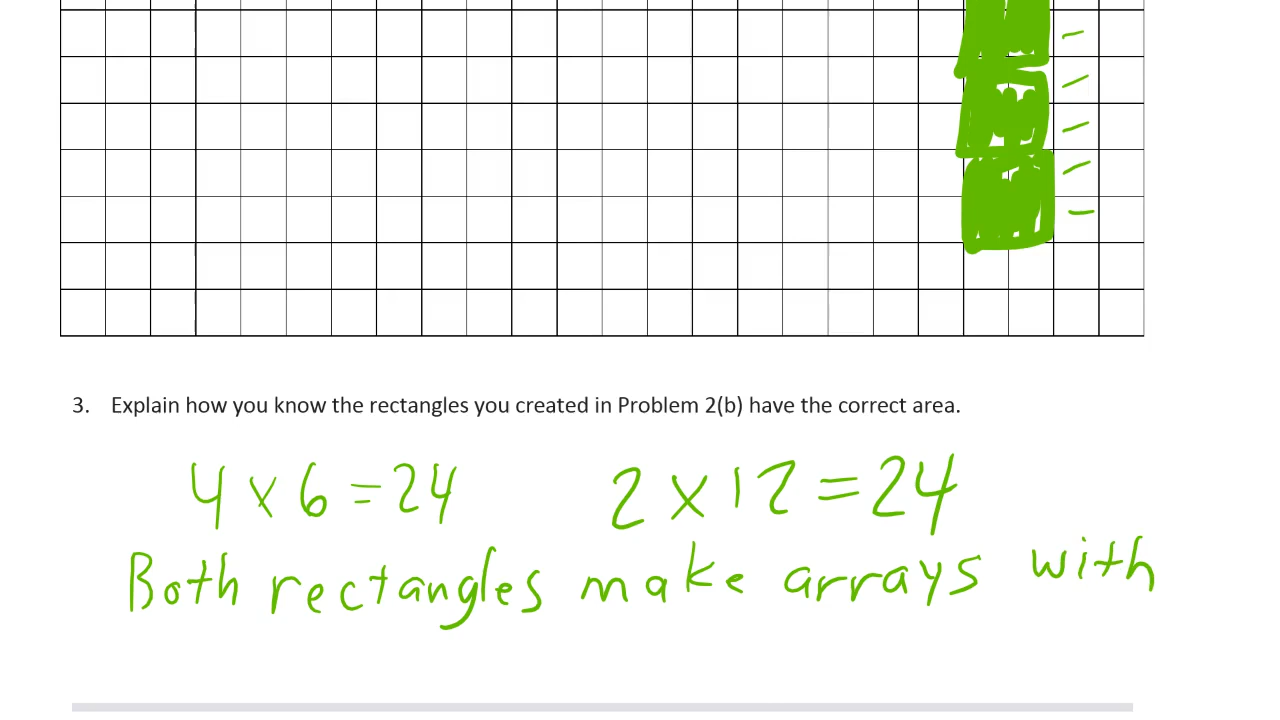 3. Explain how you know the rectangles you created in Problem 2(b) have the correct area.
4 x 6 = 24 2 x 12 = 24
Both rectangles make arrays with